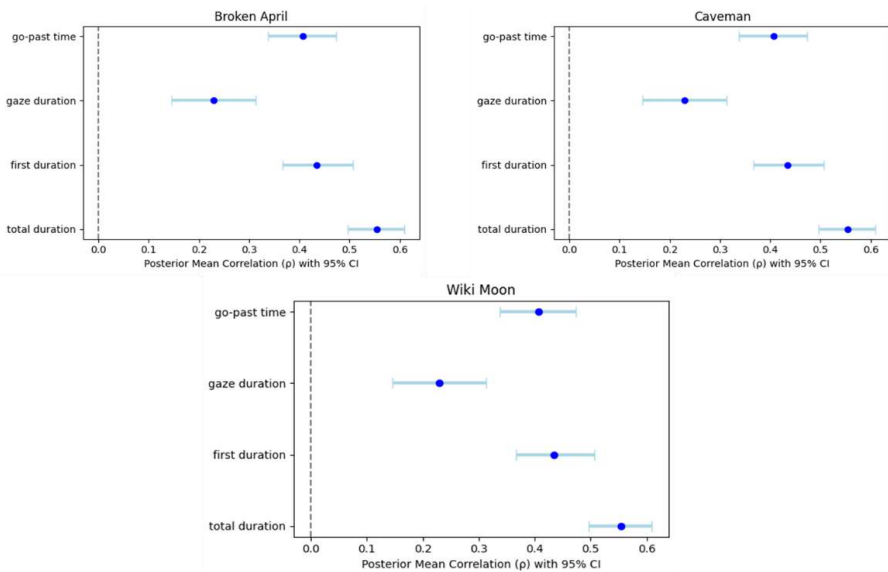 Broken April
go-past time
gaze duration
first duration
total duration
0.0 0.1 0.2 0.3 0.4 0.5 0.6
Posterior Mean Correlation (ρ) with 95% CI
Caveman
go-past time
gaze duration
first duration
total duration
0.0 0.1 0.2 0.3 0.4 0.5 0.6
Posterior Mean Correlation (ρ) with 95% CI
Wiki Moon
go-past time
gaze duration
first duration
total duration
0.0 0.1 0.2 0.3 0.4 0.5 0.6
Posterior Mean Correlation (ρ) with 95% CI